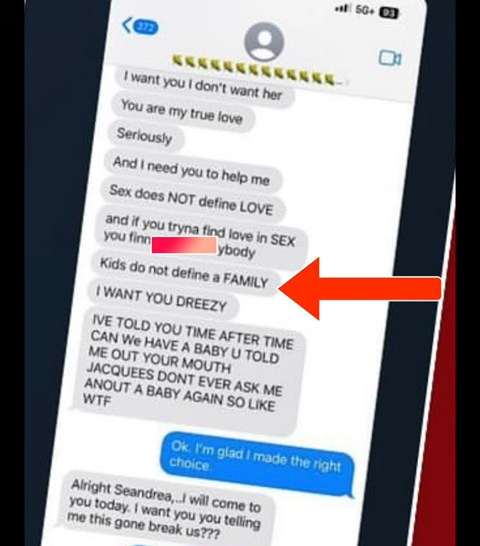 5G+ 93
372
I want you I don't want her
You are my true love
Seriously
And I need you to help me
Sex does NOT define LOVE
and if you tryna find love in SEX
you finn ybody
Kids do not define a FAMILY
I WANT YOU DREEZY
IVE TOLD YOU TIME AFTER TIME
CAN We HAVE A BABY U TOLD
ME OUT YOUR MOUTH
JACQUEES DONT EVER ASK ME
ANOUT A BABY AGAIN SO LIKE
WTF
Ok. I'm glad I made the right
choice.
Alright Seandrea,..I will come to
you today. I want you you telling
me this gone break us???